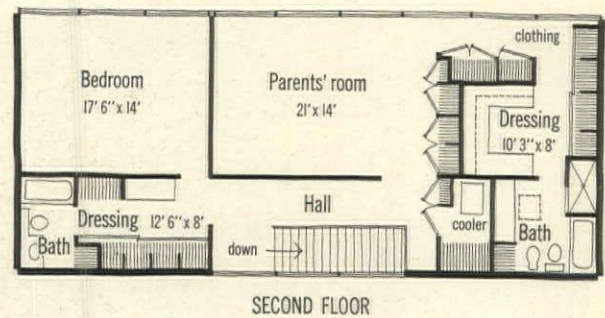 clothing
Bedroom
17' 6" x 14'
Parents' room
21' x 14'
Dressing
10' 3" x 8'
Hall
Dressing 12' 6" x 8'
Bath
down
cooler
Bath
SECOND FLOOR